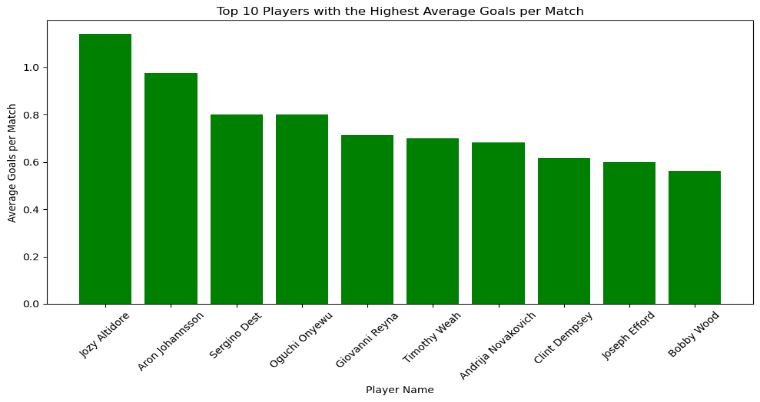 Top 10 Players with the Highest Average Goals per Match
Average Goals per Match
1.0
0.8
0.6
0.4
0.2
0.0
Jozy Altidore
Aron Johannsson
Sergino Dest
Oguchi Onyewu
Giovanni Reyna
Timothy Weah
Andrija Novakovich
Clint Dempsey
Joseph Efford
Bobby Wood
Player Name